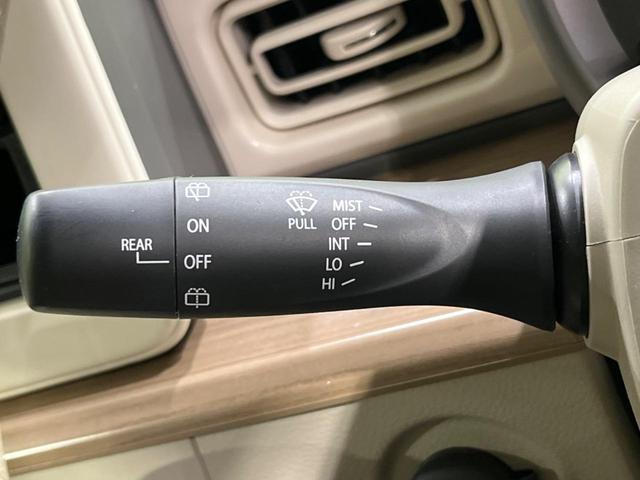 REAR
ON
OFF
PULL
MIST
OFF
INT
LO
HI